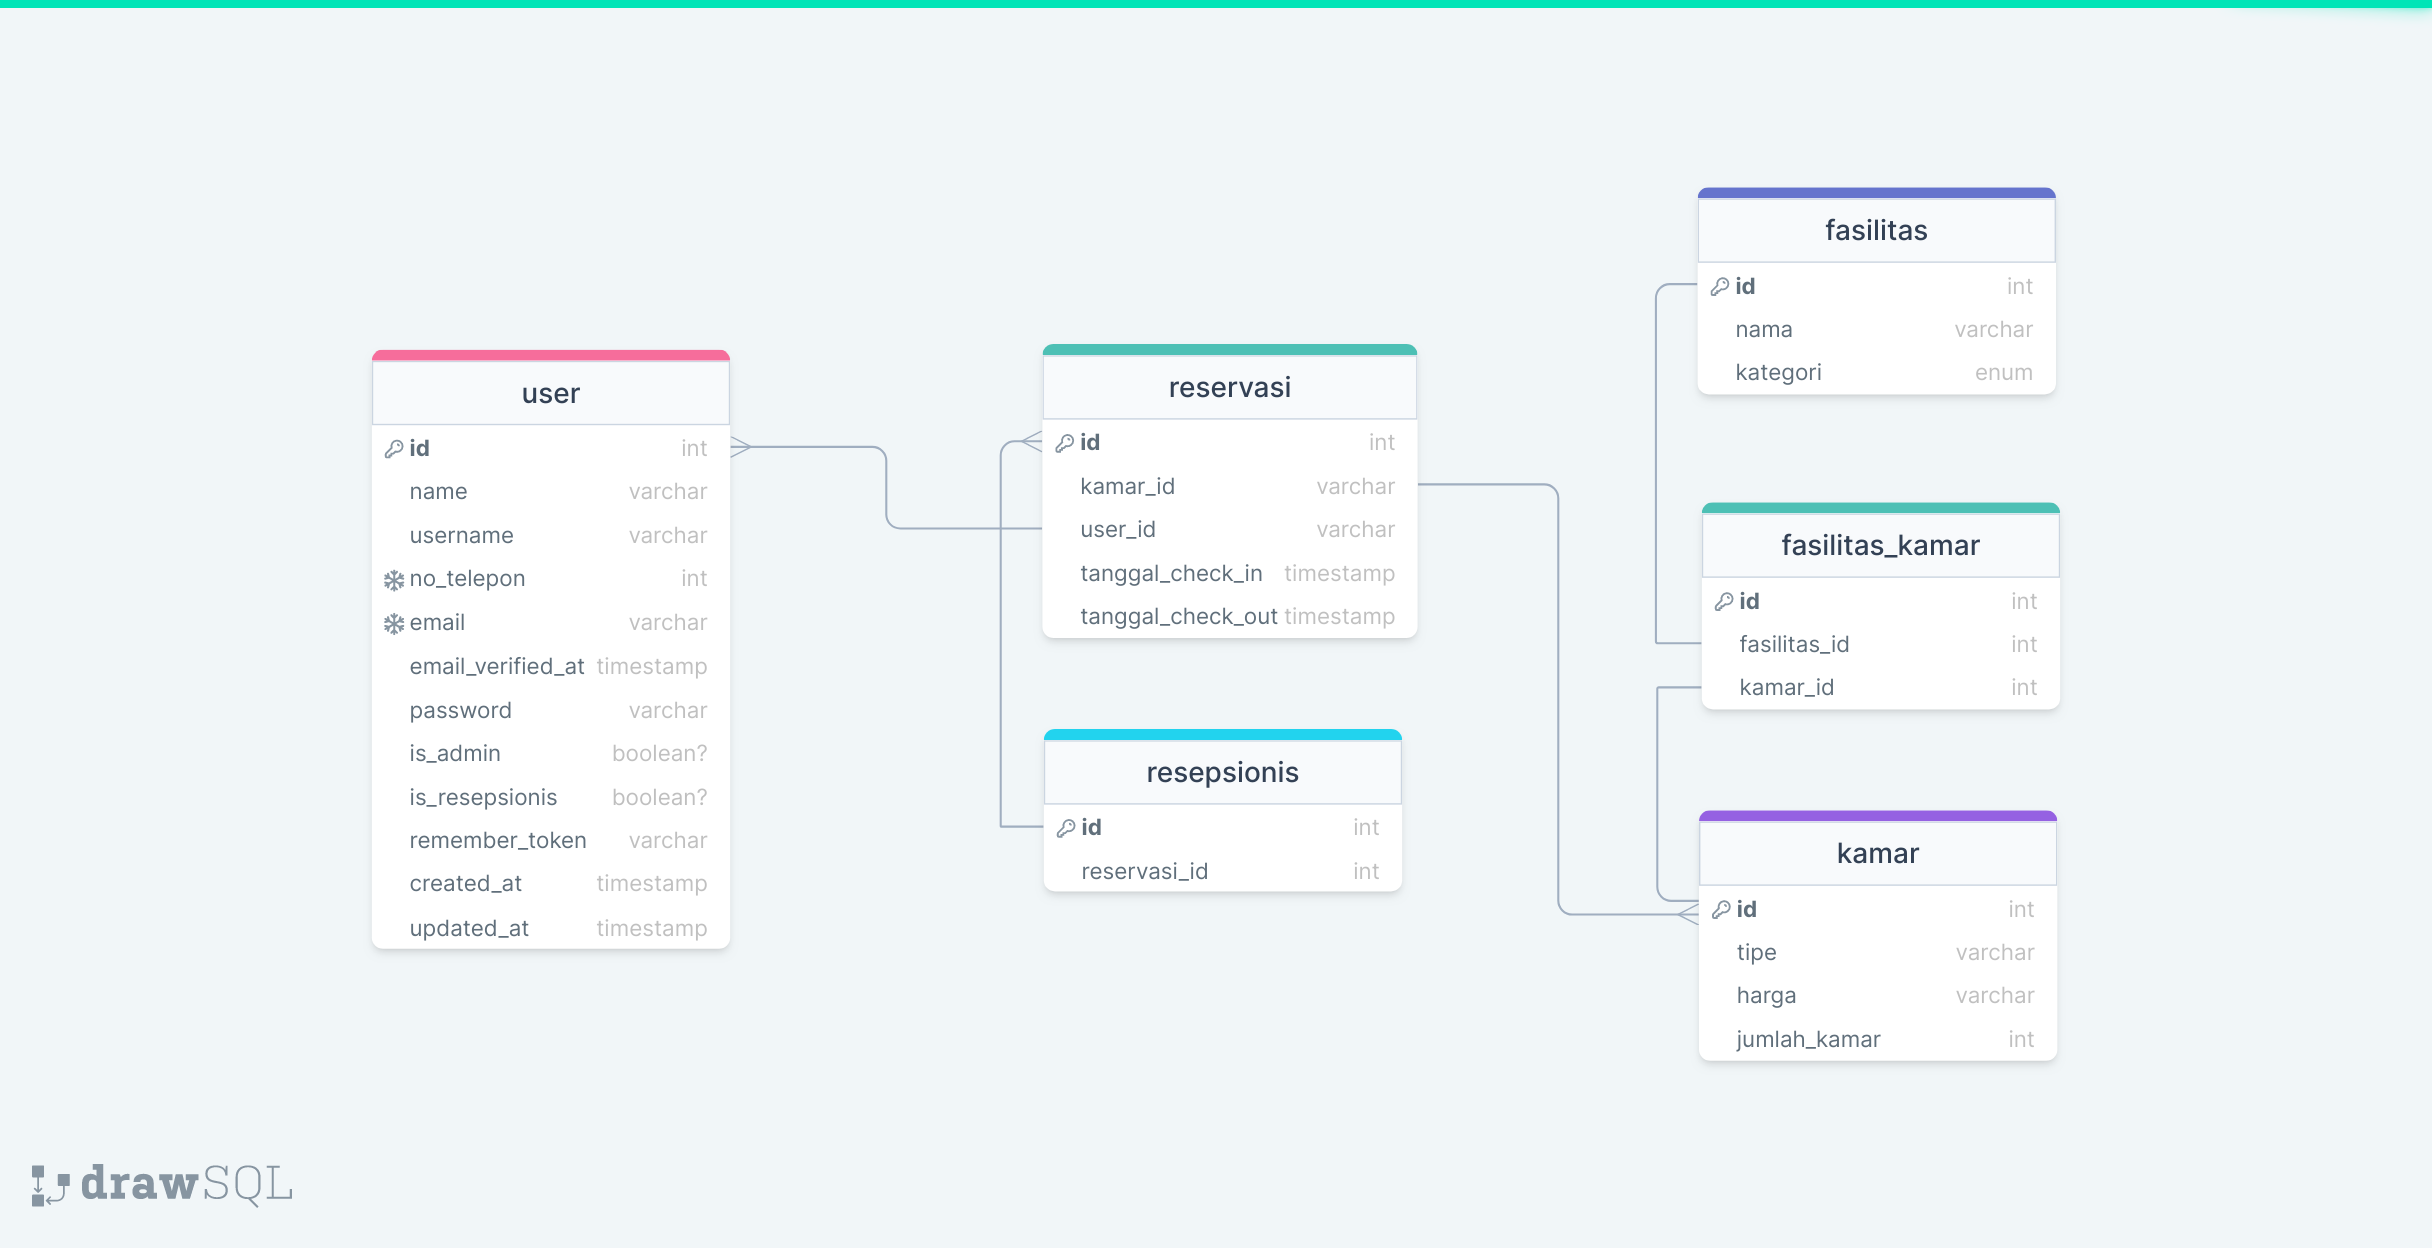 user
id int
name varchar
username varchar
no_telepon int
email varchar
email_verified_at timestamp
password varchar
is_admin boolean?
is_resepsionis boolean?
remember_token varchar
created_at timestamp
updated_at timestamp
reservasi
id int
kamar_id varchar
user_id varchar
tanggal_check_in timestamp
tanggal_check_out timestamp
resepsionis
id int
reservasi_id int
fasilitas
id int
nama varchar
kategori enum
fasilitas_kamar
id int
fasilitas_id int
kamar_id int
kamar
id int
tipe varchar
harga varchar
jumlah_kamar int
drawSQL